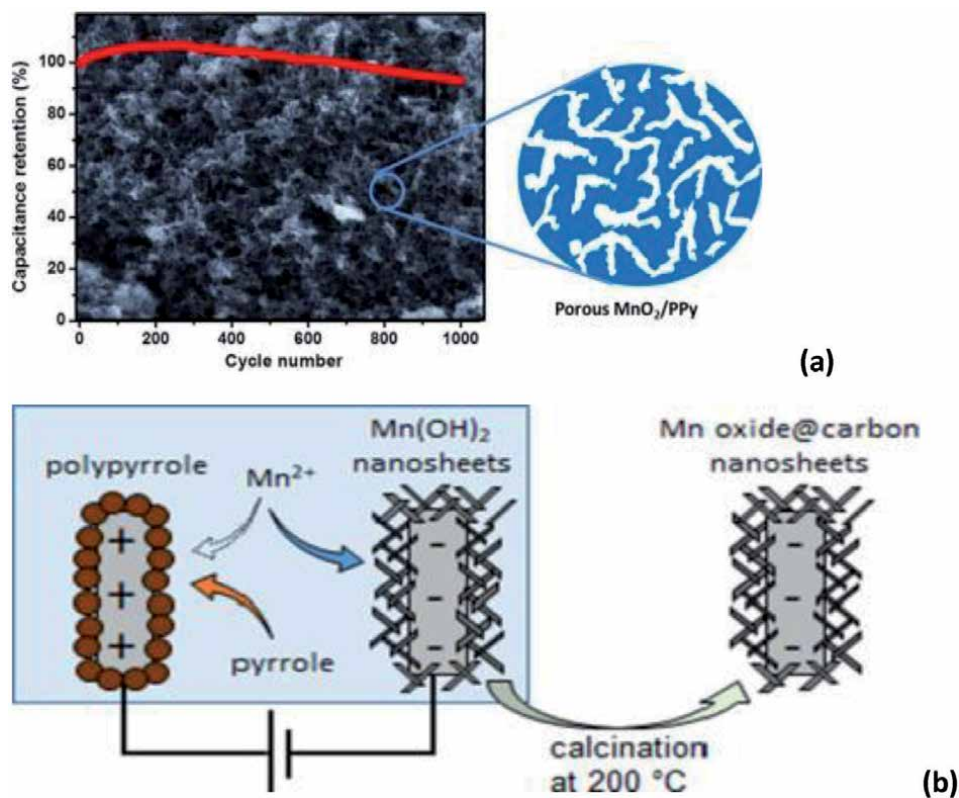 Capacitance retention (%)
100
80
60
40
20
0
0 200 400 600 800 1000
Cycle number
Porous MnO₂/PPy
(a)
polypyrrole
Mn²⁺
Mn(OH)₂
nanosheets
Mn oxide@carbon
nanosheets
+
+
+
-
-
-
-
-
-
pyrrole
calcination
at 200 °C
(b)